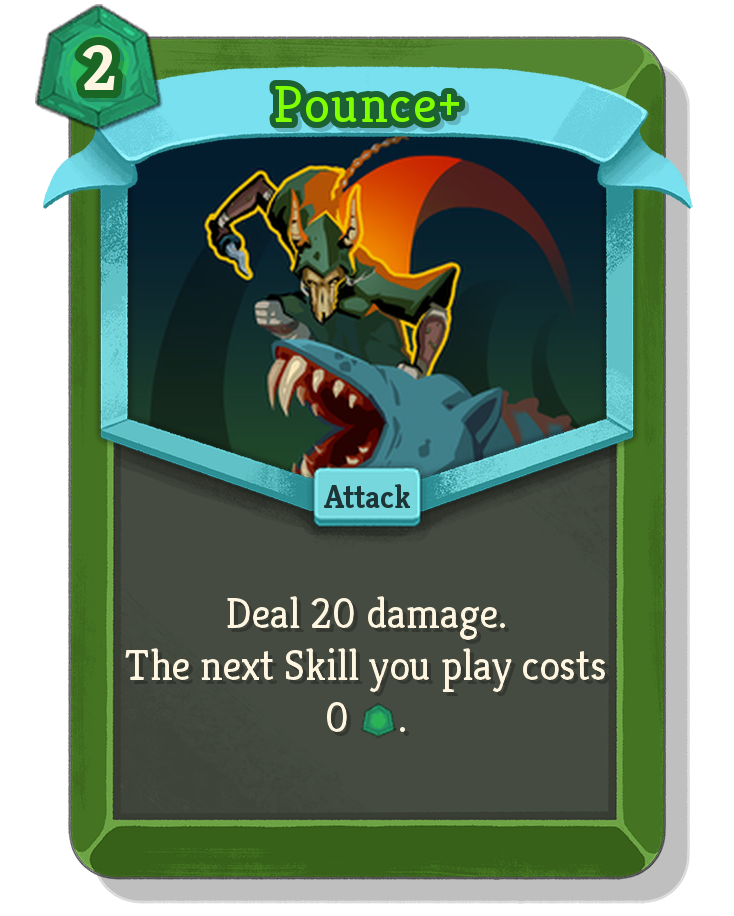 2
Pounce+
Attack
Deal 20 damage.
The next Skill you play costs
0 .